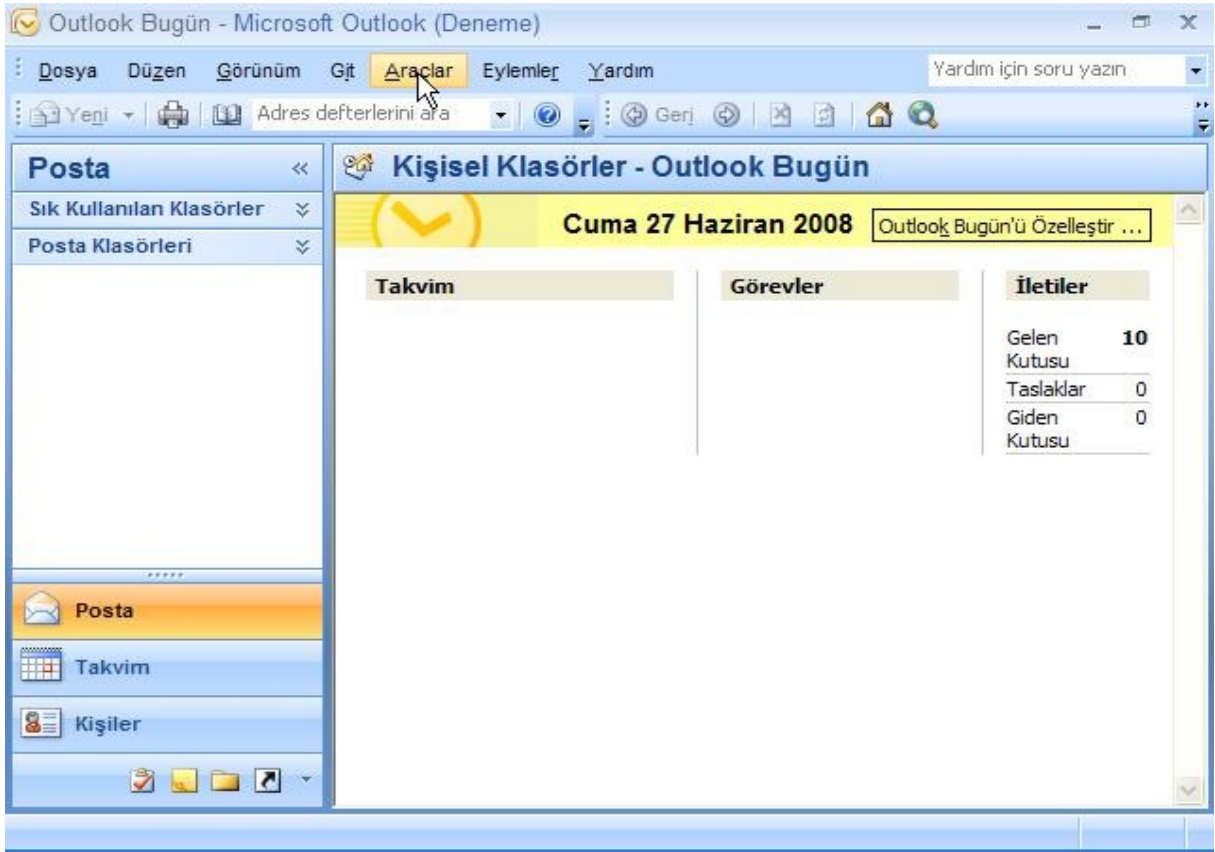 Outlook Bugün - Microsoft Outlook (Deneme)
Dosya Düzen Görünüm Git Araçlar Eylemler Yardım Yardım için soru yazın
Yeni Adres defterlerini ara Geri
Posta
Kişisel Klasörler - Outlook Bugün
Sık Kullanılan Klasörler
Posta Klasörleri
Cuma 27 Haziran 2008 Outlook Bugün'ü Özelleştir ...
Takvim Görevler İletiler
Gelen Kutusu 10
Taslaklar 0
Giden Kutusu 0
Posta
Takvim
Kişiler